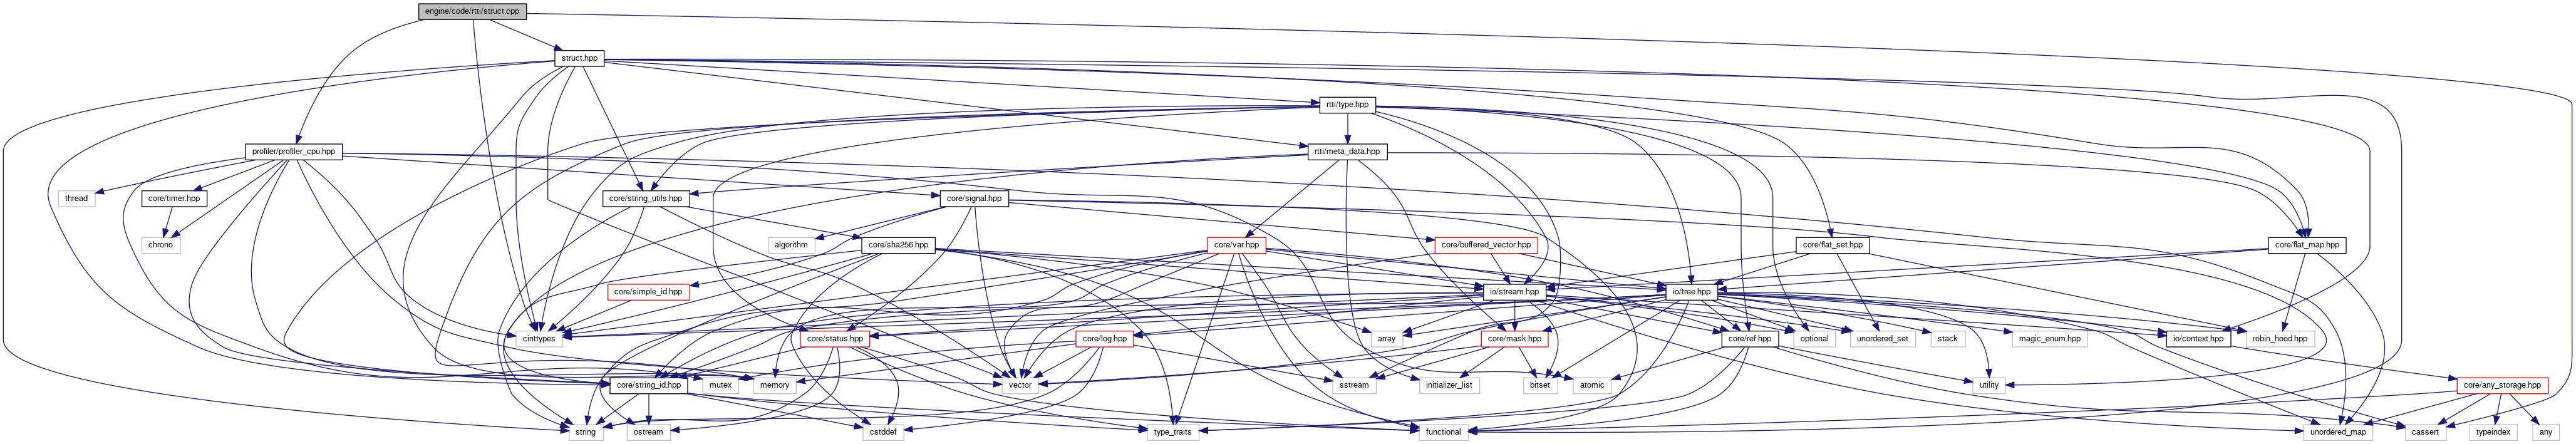 engine/code/rtti/struct.cpp
struct.hpp
rtti/type.hpp
profiler/profiler_cpu.hpp
rtti/meta_data.hpp
thread
core/timer.hpp
core/string_utils.hpp
core/signal.hpp
chrono
algorithm
core/sha256.hpp
core/var.hpp
core/buffered_vector.hpp
core/flat_set.hpp
core/flat_map.hpp
core/simple_id.hpp
io/stream.hpp
io/tree.hpp
cinttypes
core/status.hpp
array
core/log.hpp
core/mask.hpp
core/ref.hpp
optional
unordered_set
stack
magic_enum.hpp
io/context.hpp
robin_hood.hpp
core/string_id.hpp
mutex
memory
vector
sstream
initializer_list
bitset
atomic
utility
core/any_storage.hpp
string
ostream
cstddef
type_traits
functional
unordered_map
cassert
typeindex
any